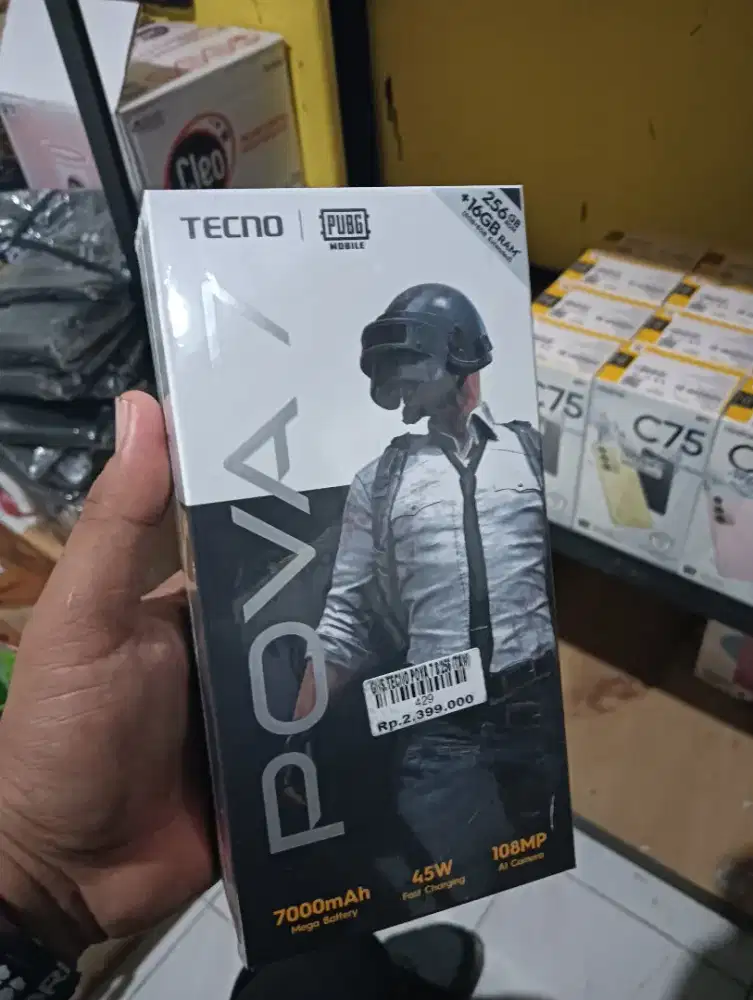 TECNO | PUBG
MOBILE
256GB
+16GB RAM*
POVA 7
429
Rp.2.399.000
7000mAh
Mega Battery
45W
Fast Charging
108MP
AI Camera
Cleo
C75
C75
C